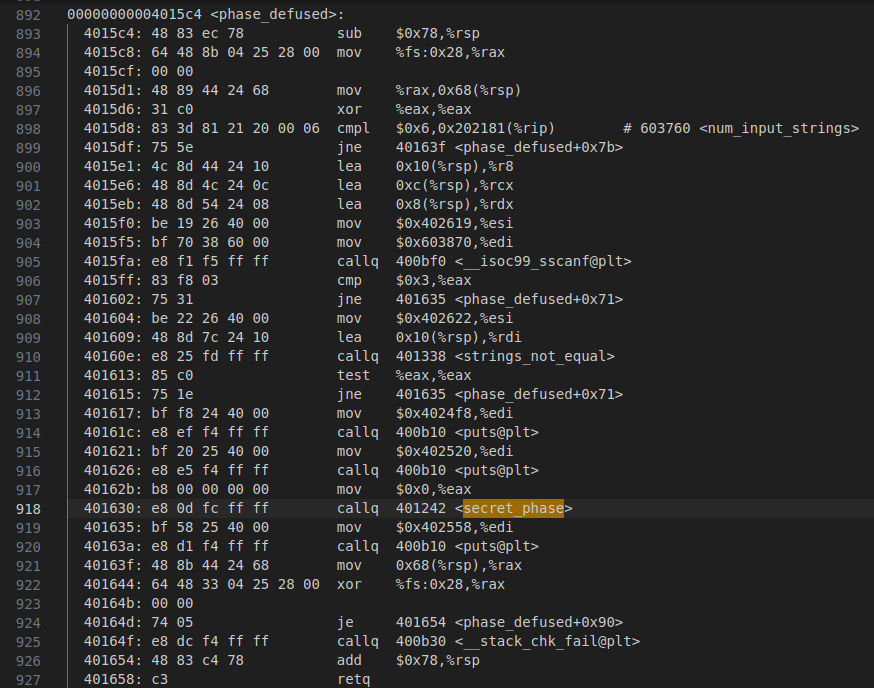 892 00000000004015c4 <phase_defused>:
893 4015c4: 48 83 ec 78 sub $0x78,%rsp
894 4015c8: 64 48 8b 04 25 28 00 mov %fs:0x28,%rax
895 4015cf: 00 00
896 4015d1: 48 89 44 24 68 mov %rax,0x68(%rsp)
897 4015d6: 31 c0 xor %eax,%eax
898 4015d8: 83 3d 81 21 20 00 06 cmpl $0x6,0x202181(%rip) # 603760 <num_input_strings>
899 4015df: 75 5e jne 40163f <phase_defused+0x7b>
900 4015e1: 4c 8d 44 24 10 lea 0x10(%rsp),%r8
901 4015e6: 48 8d 4c 24 0c lea 0xc(%rsp),%rcx
902 4015eb: 48 8d 54 24 08 lea 0x8(%rsp),%rdx
903 4015f0: be 19 26 40 00 mov $0x402619,%esi
904 4015f5: bf 70 38 60 00 mov $0x603870,%edi
905 4015fa: e8 f1 f5 ff ff callq 400bf0 <__isoc99_sscanf@plt>
906 4015ff: 83 f8 03 cmp $0x3,%eax
907 401602: 75 31 jne 401635 <phase_defused+0x71>
908 401604: be 22 26 40 00 mov $0x402622,%esi
909 401609: 48 8d 7c 24 10 lea 0x10(%rsp),%rdi
910 40160e: e8 25 fd ff ff callq 401338 <strings_not_equal>
911 401613: 85 c0 test %eax,%eax
912 401615: 75 1e jne 401635 <phase_defused+0x71>
913 401617: bf f8 24 40 00 mov $0x4024f8,%edi
914 40161c: e8 ef f4 ff ff callq 400b10 <puts@plt>
915 401621: bf 20 25 40 00 mov $0x402520,%edi
916 401626: e8 e5 f4 ff ff callq 400b10 <puts@plt>
917 40162b: b8 00 00 00 00 mov $0x0,%eax
918 401630: e8 0d fc ff ff callq 401242 <secret_phase>
919 401635: bf 58 25 40 00 mov $0x402558,%edi
920 40163a: e8 d1 f4 ff ff callq 400b10 <puts@plt>
921 40163f: 48 8b 44 24 68 mov 0x68(%rsp),%rax
922 401644: 64 48 33 04 25 28 00 xor %fs:0x28,%rax
923 40164b: 00 00
924 40164d: 74 05 je 401654 <phase_defused+0x90>
925 40164f: e8 dc f4 ff ff callq 400b30 <__stack_chk_fail@plt>
926 401654: 48 83 c4 78 add $0x78,%rsp
927 401658: c3 retq